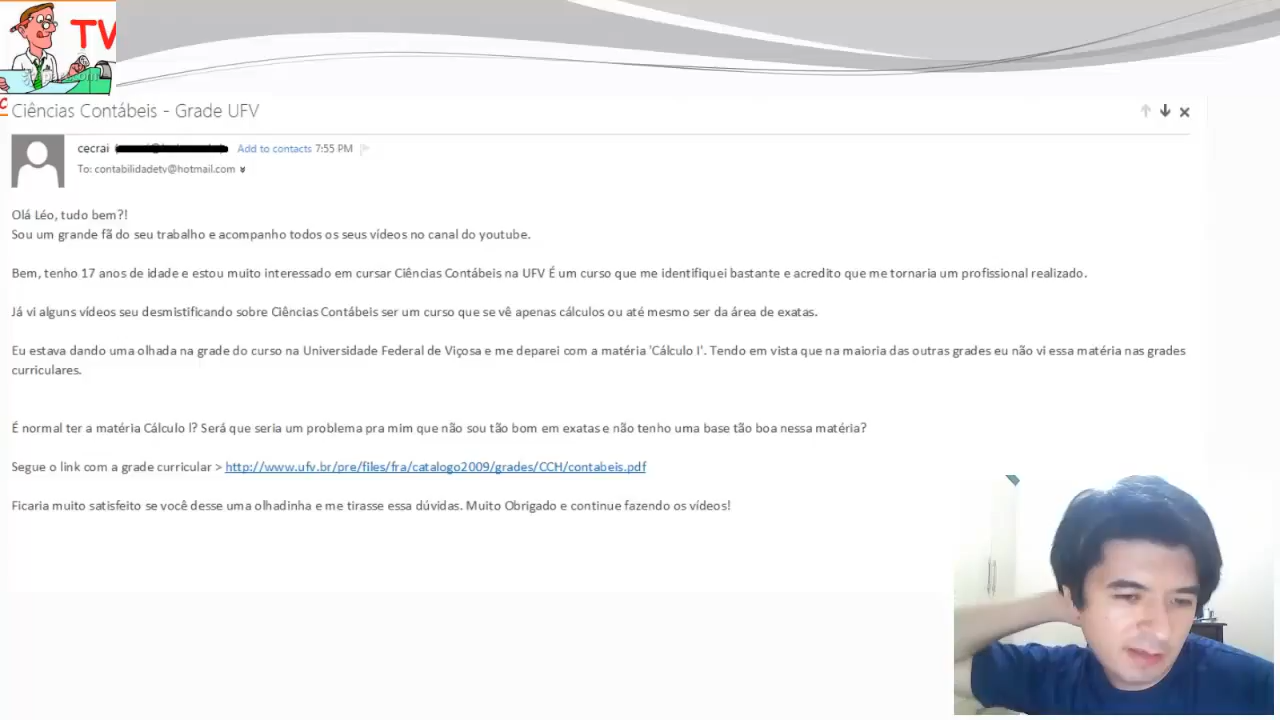 TV
Ciências Contábeis - Grade UFV
cecrai
Add to contacts 7:55 PM
To: contabilidadetv@hotmail.com
Olá Léo, tudo bem?!
Sou um grande fã do seu trabalho e acompanho todos os seus vídeos no canal do youtube.
Bem, tenho 17 anos de idade e estou muito interessado em cursar Ciências Contábeis na UFV É um curso que me identifiquei bastante e acredito que me tornaria um profissional realizado.
Já vi alguns vídeos seu desmistificando sobre Ciências Contábeis ser um curso que se vê apenas cálculos ou até mesmo ser da área de exatas.
Eu estava dando uma olhada na grade do curso na Universidade Federal de Viçosa e me deparei com a matéria 'Cálculo I'. Tendo em vista que na maioria das outras grades eu não vi essa matéria nas grades
curriculares.
É normal ter a matéria Cálculo I? Será que seria um problema pra mim que não sou tão bom em exatas e não tenho uma base tão boa nessa matéria?
Segue o link com a grade curricular > http://www.ufv.br/pre/files/fra/catalogo2009/grades/CCH/contabeis.pdf
Ficaria muito satisfeito se você desse uma olhadinha e me tirasse essa dúvidas. Muito Obrigado e continue fazendo os vídeos!